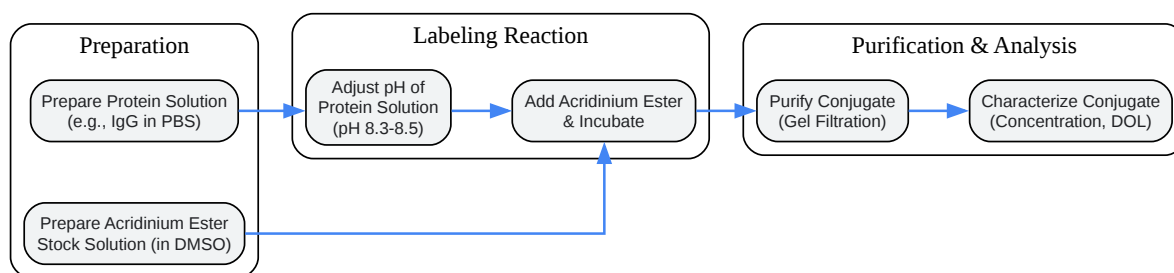 Preparation
Prepare Protein Solution
(e.g., IgG in PBS)
Prepare Acridinium Ester
Stock Solution (in DMSO)
Labeling Reaction
Adjust pH of
Protein Solution
(pH 8.3-8.5)
Add Acridinium Ester
& Incubate
Purification & Analysis
Purify Conjugate
(Gel Filtration)
Characterize Conjugate
(Concentration, DOL)